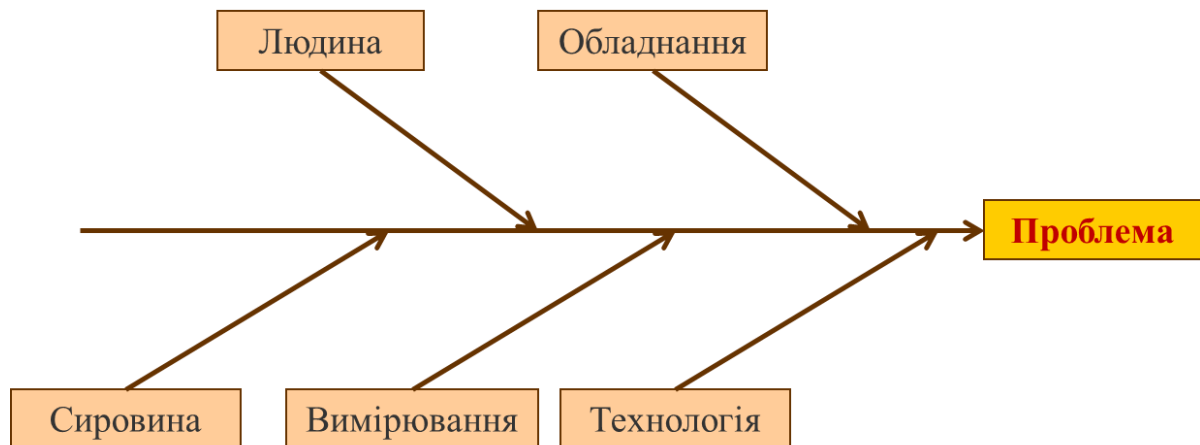 Людина
Обладнання
Проблема
Сировина
Вимірювання
Технологія